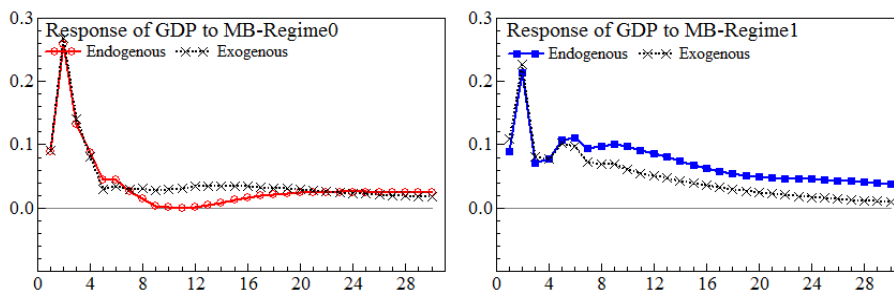 Response of GDP to MB-Regime0
Endogenous Exogenous
0.3
0.2
0.1
0.0
0 4 8 12 16 20 24 28
Response of GDP to MB-Regime1
Endogenous Exogenous
0.3
0.2
0.1
0.0
0 4 8 12 16 20 24 28